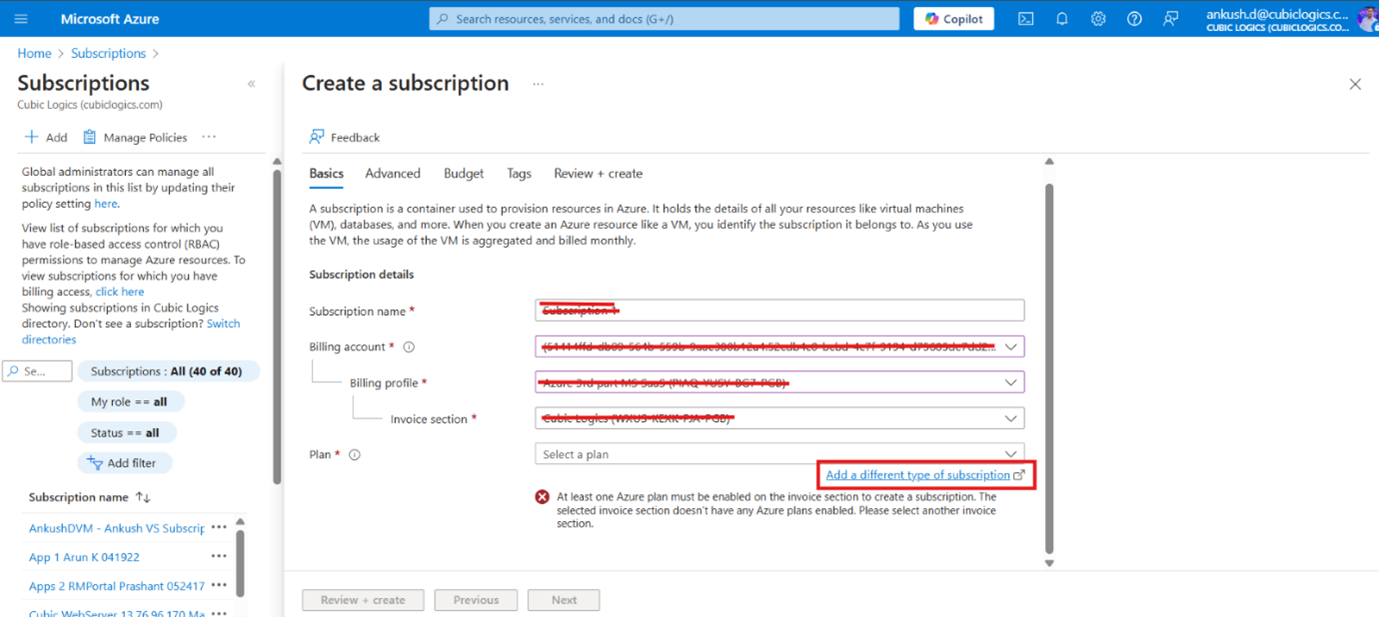 Microsoft Azure
Search resources, services, and docs (G+/)
Copilot
ankush.d@cubiclogics.c...
CUBIC LOGICS (CUBICLOGICS.CO...
Home > Subscriptions >
Subscriptions
«
Cubic Logics (cubiclogics.com)
+ Add
Manage Policies
...
Global administrators can manage all
subscriptions in this list by updating their
policy setting here.
View list of subscriptions for which you
have role-based access control (RBAC)
permissions to manage Azure resources. To
view subscriptions for which you have
billing access, click here
Showing subscriptions in Cubic Logics
directory. Don't see a subscription? Switch
directories
Se...
Subscriptions : All (40 of 40)
My role == all
Status == all
Add filter
Subscription name ↑↓
AnkushDVM - Ankush VS Subscrip ...
App 1 Arun K 041922 ...
Apps 2 RMPortal Prashant 052417 ...
Cubic WebServer 13.76.96.170 Ma ...
Create a subscription ...
Feedback
Basics
Advanced
Budget
Tags
Review + create
A subscription is a container used to provision resources in Azure. It holds the details of all your resources like virtual machines
(VM), databases, and more. When you create an Azure resource like a VM, you identify the subscription it belongs to. As you use
the VM, the usage of the VM is aggregated and billed monthly.
Subscription details
Subscription name *
Subscription 1
Billing account *
Billing profile *
Invoice section *
Cubic Logics
Plan *
Select a plan
Add a different type of subscription
At least one Azure plan must be enabled on the invoice section to create a subscription. The
selected invoice section doesn't have any Azure plans enabled. Please select another invoice
section.
Review + create
Previous
Next